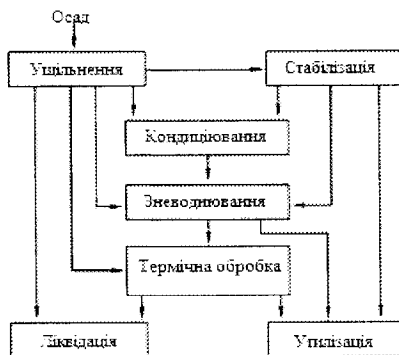 Осад
Ущільнення
Стабілізація
Кондиціювання
Зневоднювання
Термічна обробка
Ліквідація
Утилізація